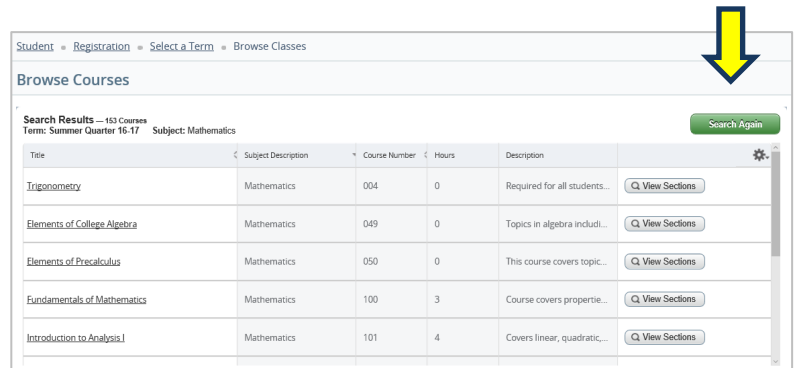 Student • Registration • Select a Term • Browse Classes
Browse Courses
Search Results — 153 Courses
Term: Summer Quarter 16-17 Subject: Mathematics
Search Again
Title Subject Description Course Number Hours Description
Trigonometry Mathematics 004 0 Required for all students... View Sections
Elements of College Algebra Mathematics 049 0 Topics in algebra includi... View Sections
Elements of Precalculus Mathematics 050 0 This course covers topic... View Sections
Fundamentals of Mathematics Mathematics 100 3 Course covers propertie... View Sections
Introduction to Analysis I Mathematics 101 4 Covers linear, quadratic,... View Sections